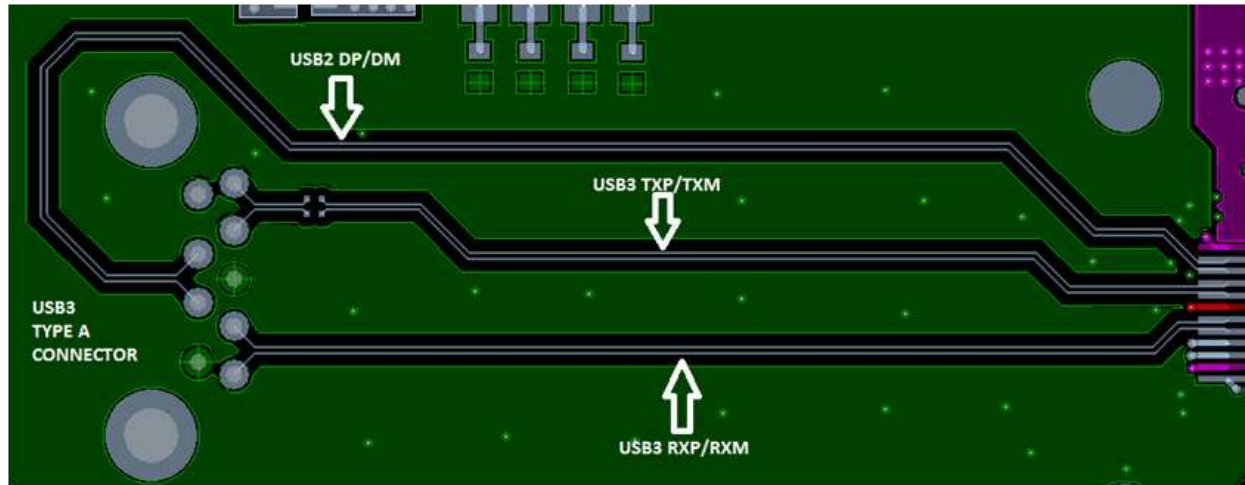 USB2 DP/DM
USB3 TXP/TXM
USB3
TYPE A
CONNECTOR
USB3 RXP/RXM